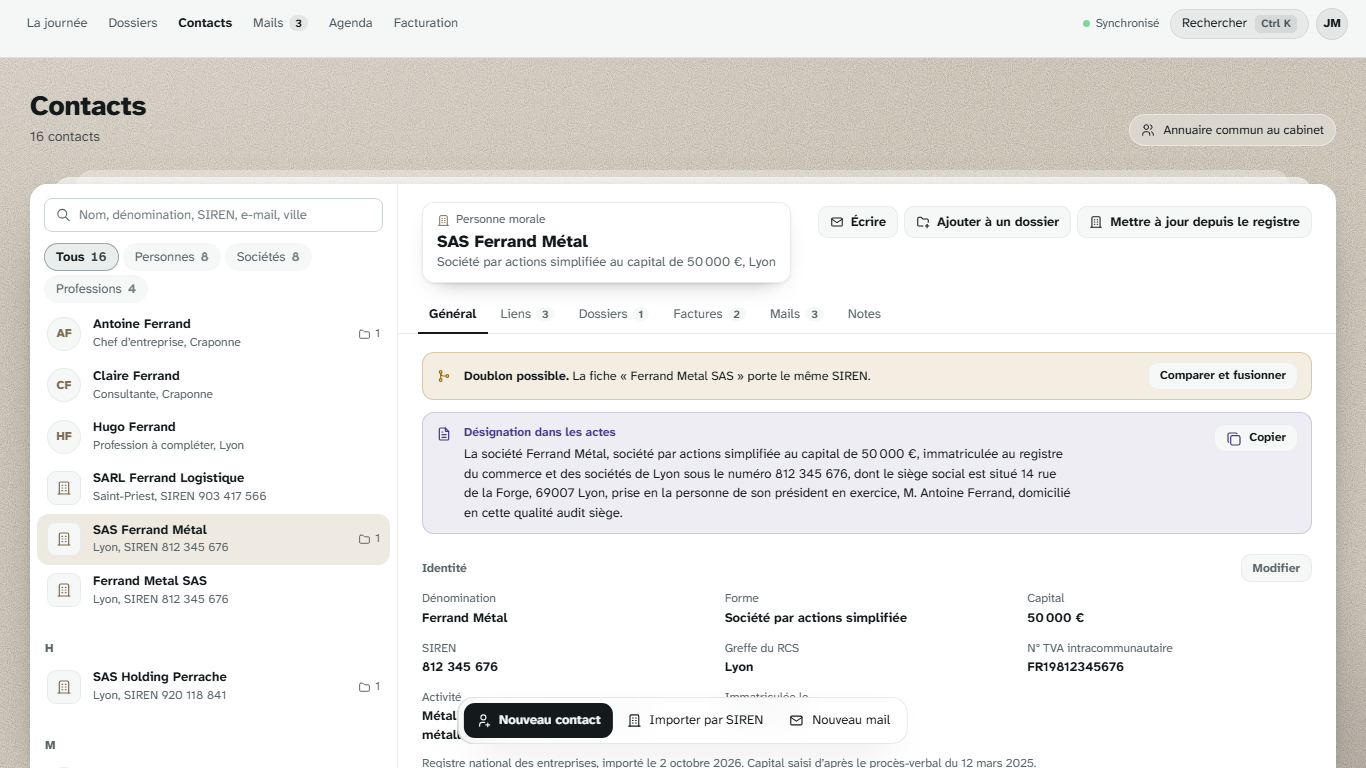 La journée
Dossiers
Contacts
Mails 3
Agenda
Facturation
Synchronisé
Rechercher Ctrl K
JM
Contacts
16 contacts
Annuaire commun au cabinet
Nom, dénomination, SIREN, e-mail, ville
Tous 16
Personnes 8
Sociétés 8
Professions 4
AF
Antoine Ferrand
Chef d'entreprise, Craponne
1
CF
Claire Ferrand
Consultante, Craponne
HF
Hugo Ferrand
Profession à compléter, Lyon
SARL Ferrand Logistique
Saint-Priest, SIREN 903 417 566
SAS Ferrand Métal
Lyon, SIREN 812 345 676
1
Ferrand Metal SAS
Lyon, SIREN 812 345 676
H
SAS Holding Perrache
Lyon, SIREN 920 118 841
1
M
Personne morale
SAS Ferrand Métal
Société par actions simplifiée au capital de 50 000 €, Lyon
Écrire
Ajouter à un dossier
Mettre à jour depuis le registre
Général
Liens 3
Dossiers 1
Factures 2
Mails 3
Notes
Doublon possible. La fiche « Ferrand Metal SAS » porte le même SIREN.
Comparer et fusionner
Désignation dans les actes
Copier
La société Ferrand Métal, société par actions simplifiée au capital de 50 000 €, immatriculée au registre
du commerce et des sociétés de Lyon sous le numéro 812 345 676, dont le siège social est situé 14 rue
de la Forge, 69007 Lyon, prise en la personne de son président en exercice, M. Antoine Ferrand, domicilié
en cette qualité audit siège.
Identité
Modifier
Dénomination
Ferrand Métal
Forme
Société par actions simplifiée
Capital
50 000 €
SIREN
812 345 676
Greffe du RCS
Lyon
N° TVA intracommunautaire
FR19812345676
Activité
Immatriculée le
Nouveau contact
Importer par SIREN
Nouveau mail
Registre national des entreprises, importé le 2 octobre 2026. Capital saisi d'après le procès-verbal du 12 mars 2025.